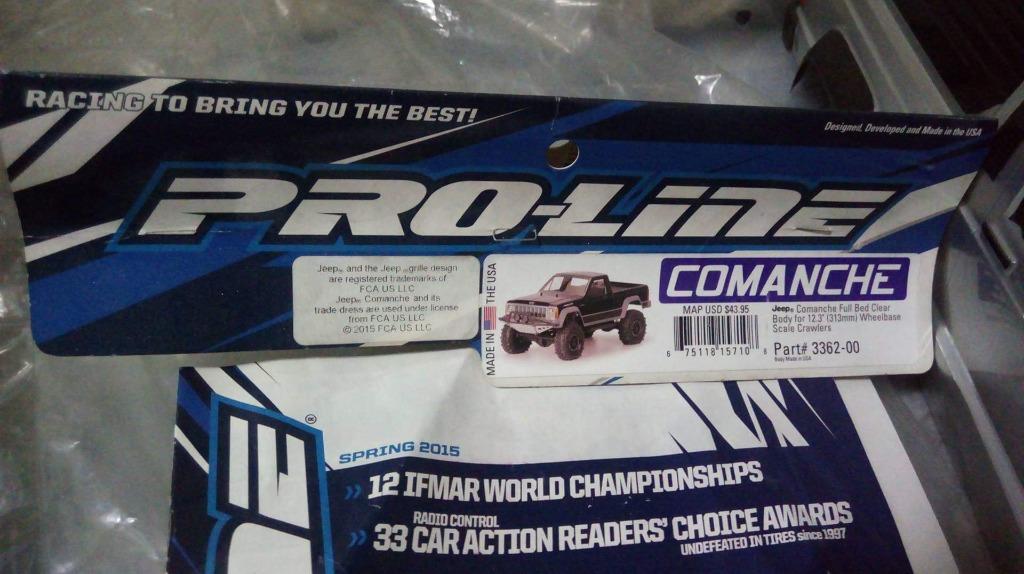 RACING TO BRING YOU THE BEST!
Designed, Developed and Made in the USA
PRO-LINE
Jeep® and the Jeep® grille design
are registered trademarks of
FCA US LLC
Jeep® Comanche and its
trade dress are used under license
from FCA US LLC
© 2015 FCA US LLC
MADE IN THE USA
COMANCHE
MAP USD $43.95
6 75118 15710 8
Jeep® Comanche Full Bed Clear
Body for 12.3" (313mm) Wheelbase
Scale Crawlers
Part# 3362-00
Body Made in USA
SPRING 2015
» 12 IFMAR WORLD CHAMPIONSHIPS
» 33 RADIO CONTROL CAR ACTION READERS' CHOICE AWARDS
UNDEFEATED IN TIRES since 1997